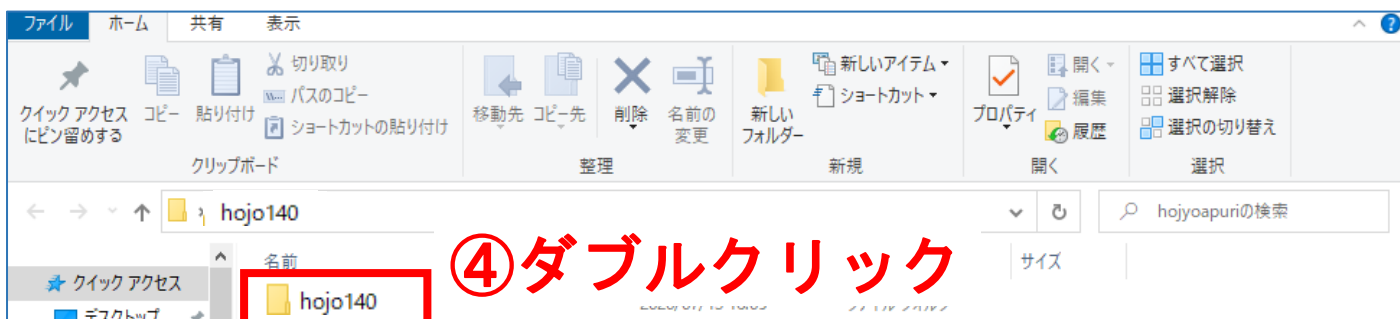 ファイル ホーム 共有 表示
クイック アクセス
にピン留めする
コピー
貼り付け
切り取り
パスのコピー
ショートカットの貼り付け
クリップボード
移動先
コピー先
削除
名前の
変更
整理
新しい
フォルダー
新しいアイテム
ショートカット
新規
プロパティ
開く
編集
履歴
開く
すべて選択
選択解除
選択の切り替え
選択
hojo140
hojyoapuriの検索
名前
サイズ
④ダブルクリック
クイック アクセス
hojo140
デスクトップ